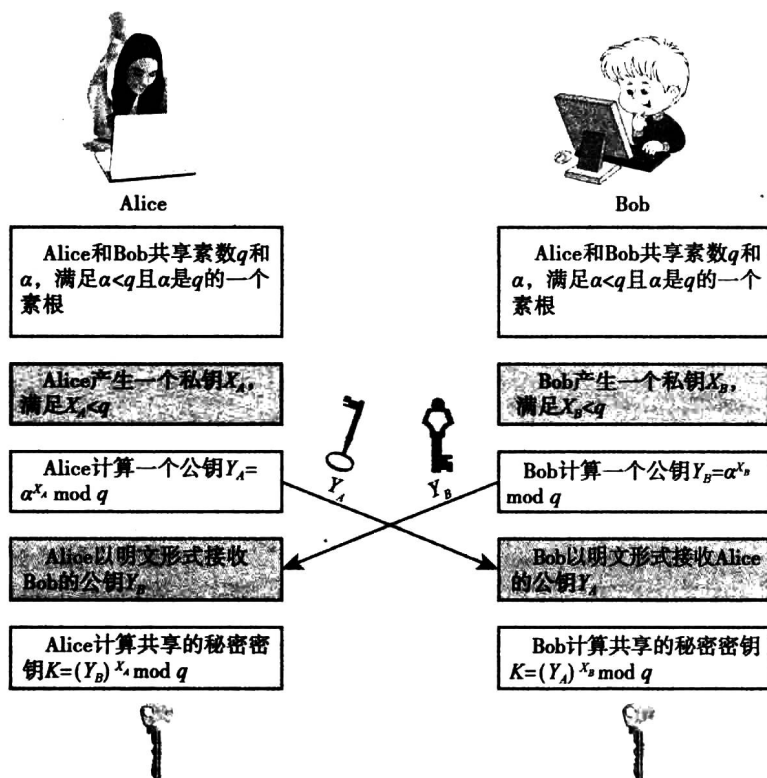 Alice
Alice和Bob共享素数q和
α，满足α<q且α是q的一个
素根
Alice产生一个私钥X_A，
满足X_A<q
Alice计算一个公钥Y_A=
α^{X_A} mod q
Alice以明文形式接收
Bob的公钥Y_B
Alice计算共享的秘密密
钥K=(Y_B)^{X_A} mod q
Y_A
Y_B
Bob
Alice和Bob共享素数q和
α，满足α<q且α是q的一个
素根
Bob产生一个私钥X_B，
满足X_B<q
Bob计算一个公钥Y_B=α^{X_B}
mod q
Bob以明文形式接收Alice
的公钥Y_A
Bob计算共享的秘密密钥
K=(Y_A)^{X_B} mod q